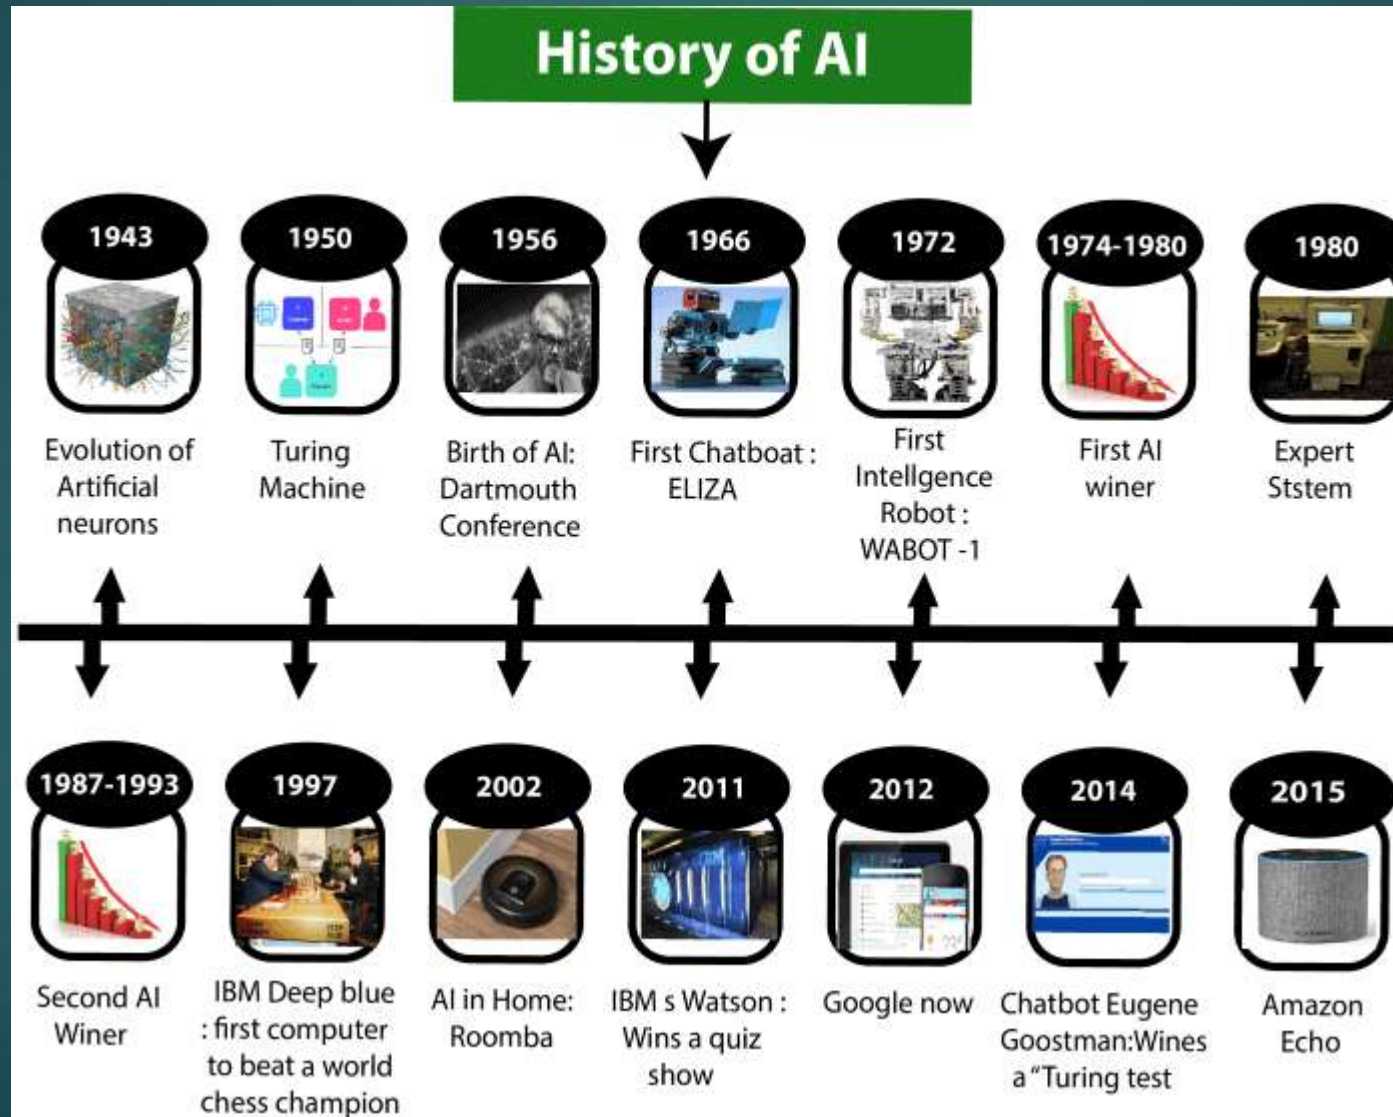 History of AI
1943
1950
1956
1966
1972
1974-1980
1980
Evolution of
Artificial
neurons
Turing
Machine
Birth of AI:
Dartmouth
Conference
First Chatboat :
ELIZA
First
Intellgence
Robot :
WABOT -1
First AI
winer
Expert
Ststem
1987-1993
1997
2002
2011
2012
2014
2015
Second AI
Winer
IBM Deep blue
: first computer
to beat a world
chess champion
AI in Home:
Roomba
IBM s Watson :
Wins a quiz
show
Google now
Chatbot Eugene
Goostman:Wines
a “Turing test
Amazon
Echo